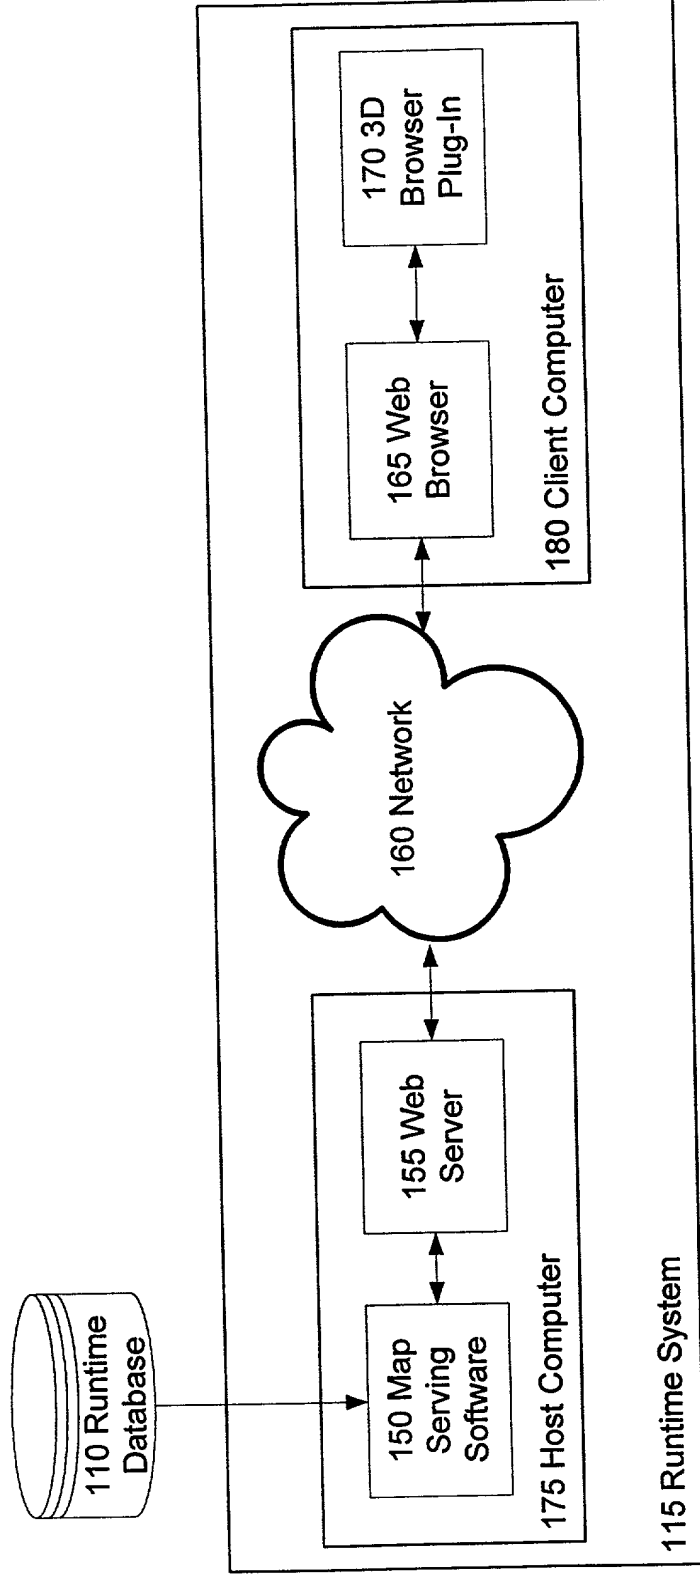 110 Runtime
Database
150 Map
Serving
Software
155 Web
Server
175 Host Computer
160 Network
165 Web
Browser
170 3D
Browser
Plug-In
180 Client Computer
115 Runtime System